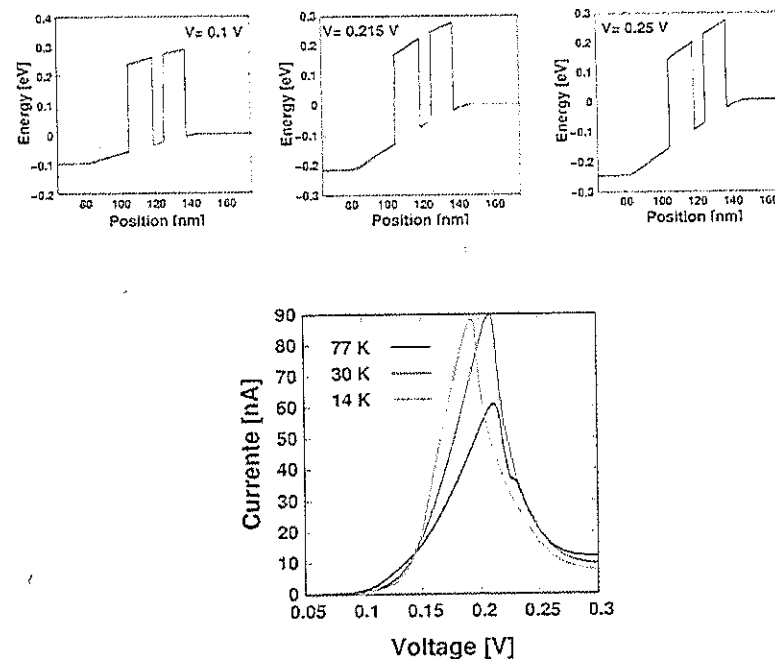 V= 0.1 V
V= 0.215 V
V= 0.25 V
Energy [eV]
0.4
0.3
0.2
0.1
0
−0.1
−0.2
80 100 120 140 160
Position [nm]
Energy [eV]
0.3
0.2
0.1
0
−0.1
−0.2
−0.3
80 100 120 140 160
Position [nm]
Energy [eV]
0.3
0.2
0.1
0
−0.1
−0.2
−0.3
80 100 120 140 160
Position [nm]
Currente [nA]
90
80
70
60
50
40
30
20
10
0
77 K
30 K
14 K
0.05 0.1 0.15 0.2 0.25 0.3
Voltage [V]